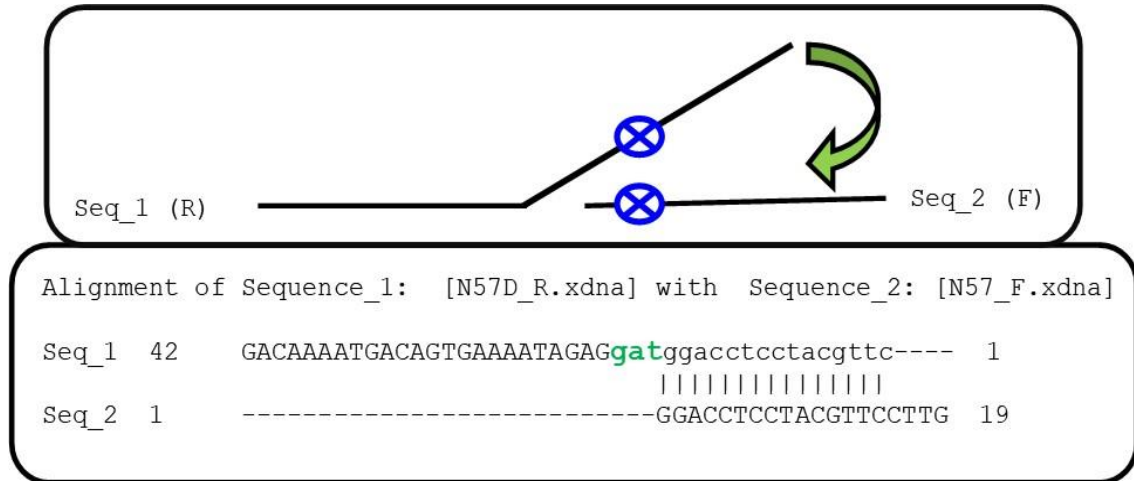 Seq_1 (R)
Seq_2 (F)
Alignment of Sequence_1: [N57D_R.xdna] with Sequence_2: [N57_F.xdna]
Seq_1 42 GACAAAATGACAGTGAAAATAGAGgatggacctcctacgttc---- 1
|||||||||||||||
Seq_2 1 ---------------------------GGACCTCCTACGTTCCTTG 19